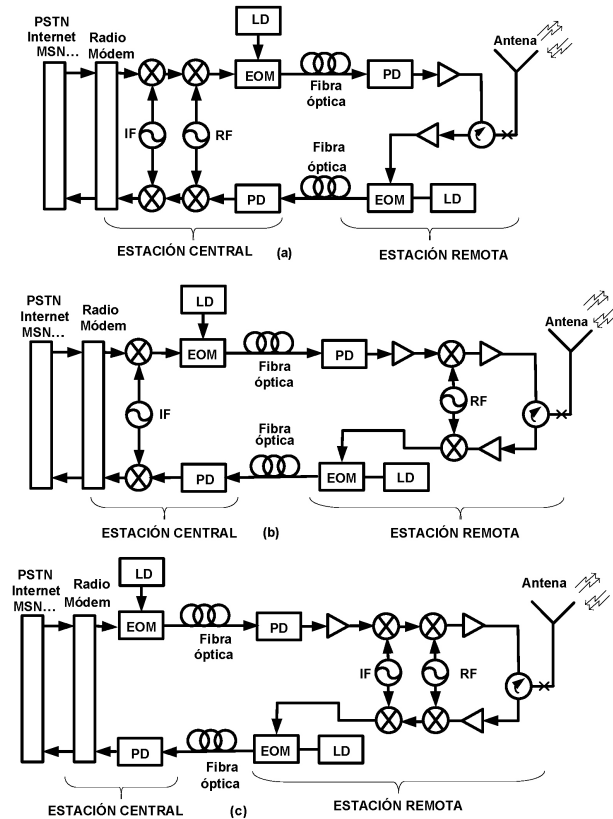 PSTN
Internet
MSN...
Radio
Módem
LD
EOM
Fibra
óptica
PD
Antena
IF
RF
Fibra
óptica
PD
EOM
LD
ESTACIÓN CENTRAL
(a)
ESTACIÓN REMOTA
PSTN
Internet
MSN...
Radio
Módem
LD
EOM
Fibra
óptica
PD
Antena
IF
RF
Fibra
óptica
PD
EOM
LD
ESTACIÓN CENTRAL
(b)
ESTACIÓN REMOTA
PSTN
Internet
MSN...
Radio
Módem
LD
EOM
Fibra
óptica
PD
Antena
IF
RF
PD
Fibra
óptica
EOM
LD
ESTACIÓN CENTRAL
(c)
ESTACIÓN REMOTA